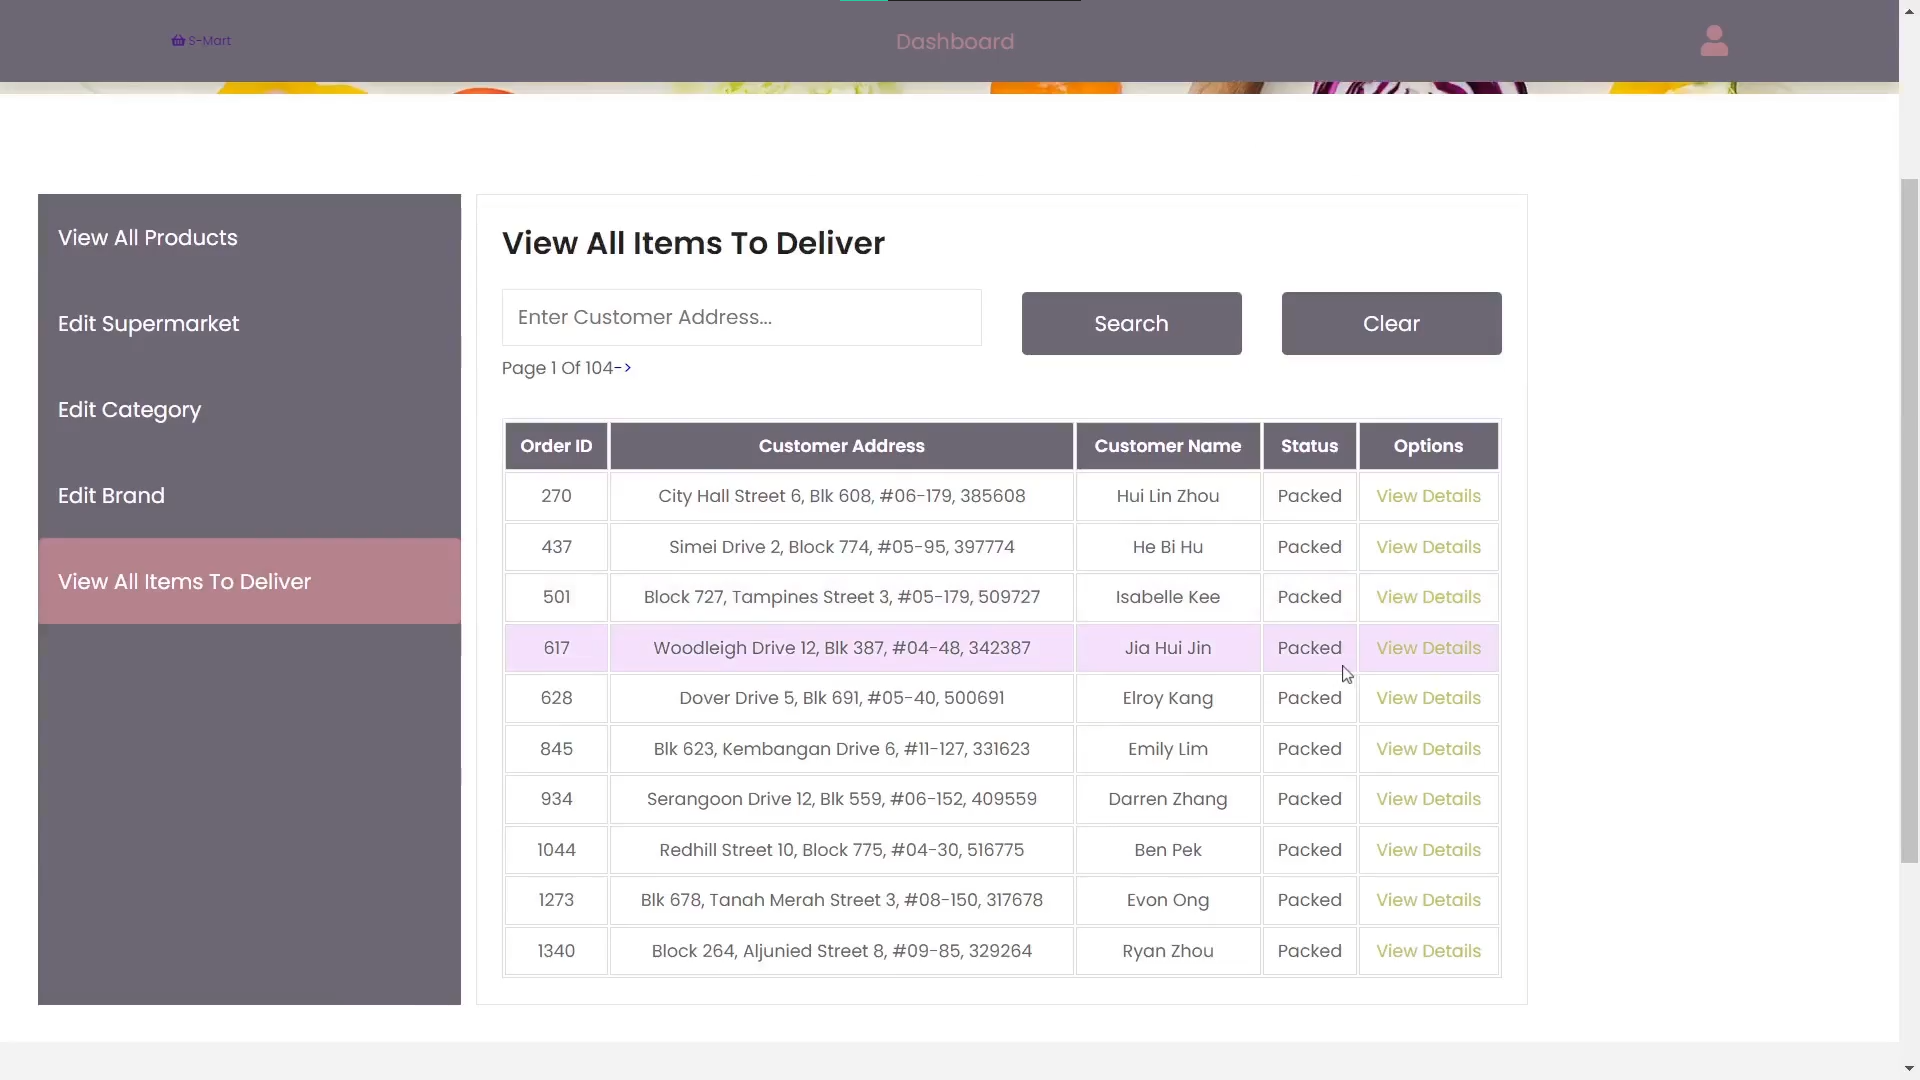 S-Mart
Dashboard
View All Products
Edit Supermarket
Edit Category
Edit Brand
View All Items To Deliver
View All Items To Deliver
Enter Customer Address...
Search
Clear
Page 1 Of 104->
Order ID Customer Address Customer Name Status Options
270 City Hall Street 6, Blk 608, #06-179, 385608 Hui Lin Zhou Packed View Details
437 Simei Drive 2, Block 774, #05-95, 397774 He Bi Hu Packed View Details
501 Block 727, Tampines Street 3, #05-179, 509727 Isabelle Kee Packed View Details
617 Woodleigh Drive 12, Blk 387, #04-48, 342387 Jia Hui Jin Packed View Details
628 Dover Drive 5, Blk 691, #05-40, 500691 Elroy Kang Packed View Details
845 Blk 623, Kembangan Drive 6, #11-127, 331623 Emily Lim Packed View Details
934 Serangoon Drive 12, Blk 559, #06-152, 409559 Darren Zhang Packed View Details
1044 Redhill Street 10, Block 775, #04-30, 516775 Ben Pek Packed View Details
1273 Blk 678, Tanah Merah Street 3, #08-150, 317678 Evon Ong Packed View Details
1340 Block 264, Aljunied Street 8, #09-85, 329264 Ryan Zhou Packed View Details